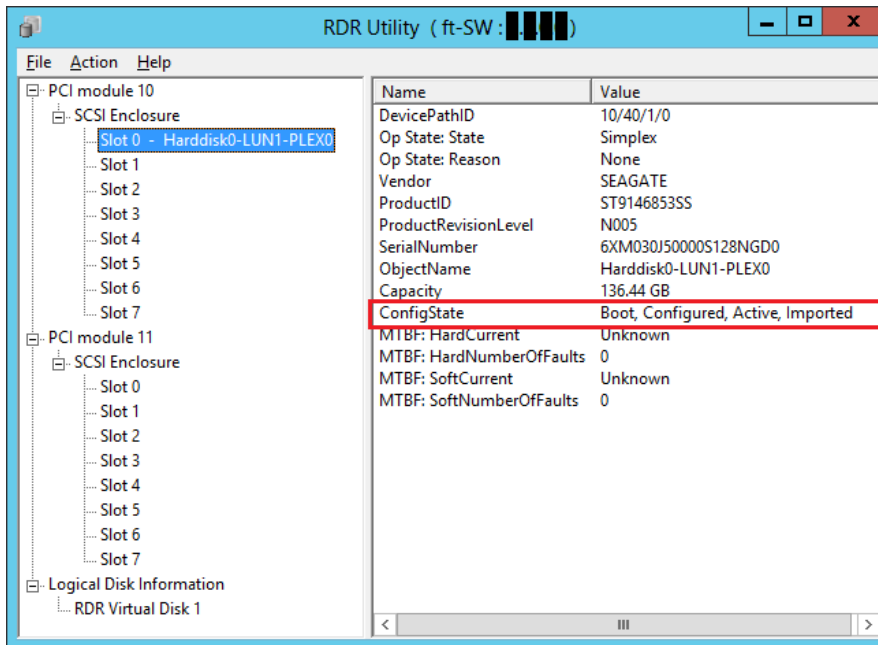 RDR Utility ( ft-SW : )
File Action Help
PCI module 10
SCSI Enclosure
Slot 0 - Harddisk0-LUN1-PLEX0
Slot 1
Slot 2
Slot 3
Slot 4
Slot 5
Slot 6
Slot 7
PCI module 11
SCSI Enclosure
Slot 0
Slot 1
Slot 2
Slot 3
Slot 4
Slot 5
Slot 6
Slot 7
Logical Disk Information
RDR Virtual Disk 1
Name Value
DevicePathID 10/40/1/0
Op State: State Simplex
Op State: Reason None
Vendor SEAGATE
ProductID ST9146853SS
ProductRevisionLevel N005
SerialNumber 6XM030J50000S128NGD0
ObjectName Harddisk0-LUN1-PLEX0
Capacity 136.44 GB
ConfigState Boot, Configured, Active, Imported
MTBF: HardCurrent Unknown
MTBF: HardNumberOfFaults 0
MTBF: SoftCurrent Unknown
MTBF: SoftNumberOfFaults 0